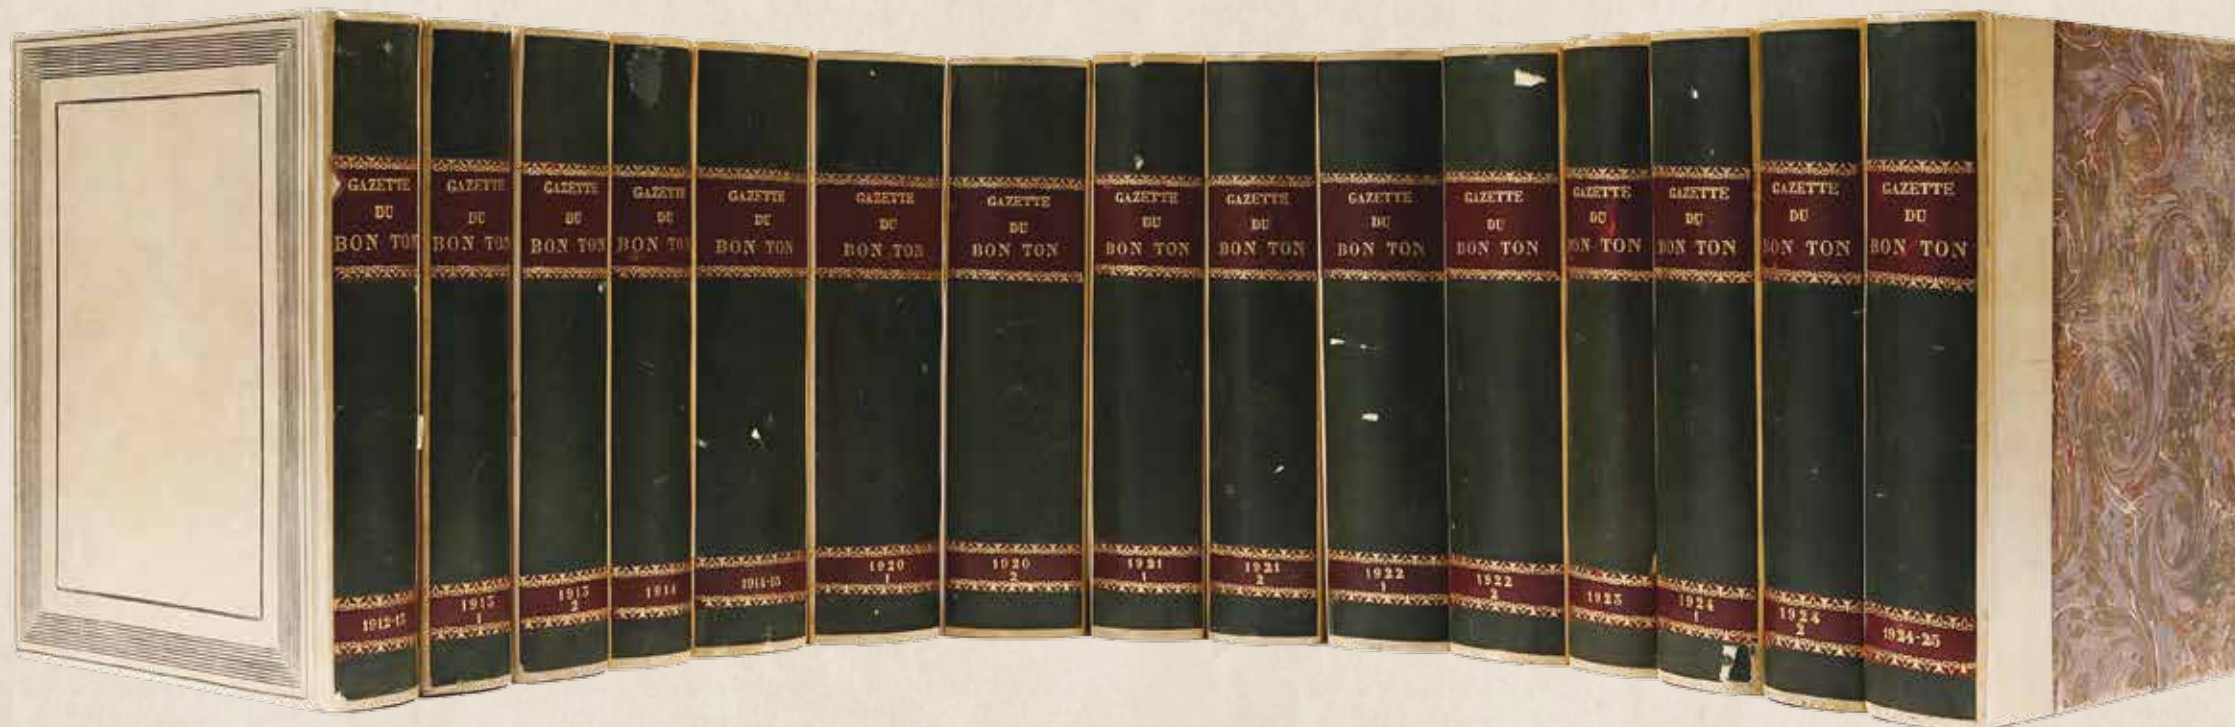 GAZETTE
DU
BON TON
1912-13
GAZETTE
DU
BON TON
1913
1
GAZETTE
DU
BON TON
1913
2
GAZETTE
DU
BON TON
1914
GAZETTE
DU
BON TON
1914-15
GAZETTE
DU
BON TON
1920
1
GAZETTE
DU
BON TON
1920
2
GAZETTE
DU
BON TON
1921
1
GAZETTE
DU
BON TON
1921
2
GAZETTE
DU
BON TON
1922
1
GAZETTE
DU
BON TON
1922
2
GAZETTE
DU
BON TON
1923
GAZETTE
DU
BON TON
1924
1
GAZETTE
DU
BON TON
1924
2
GAZETTE
DU
BON TON
1924-25